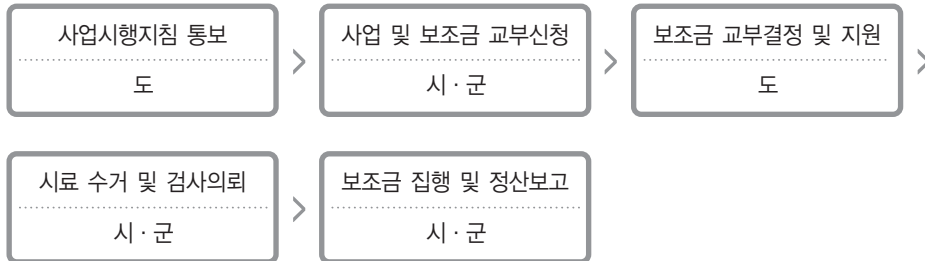 사업시행지침 통보
도
사업 및 보조금 교부신청
시·군
보조금 교부결정 및 지원
도
시료 수거 및 검사의뢰
시·군
보조금 집행 및 정산보고
시·군